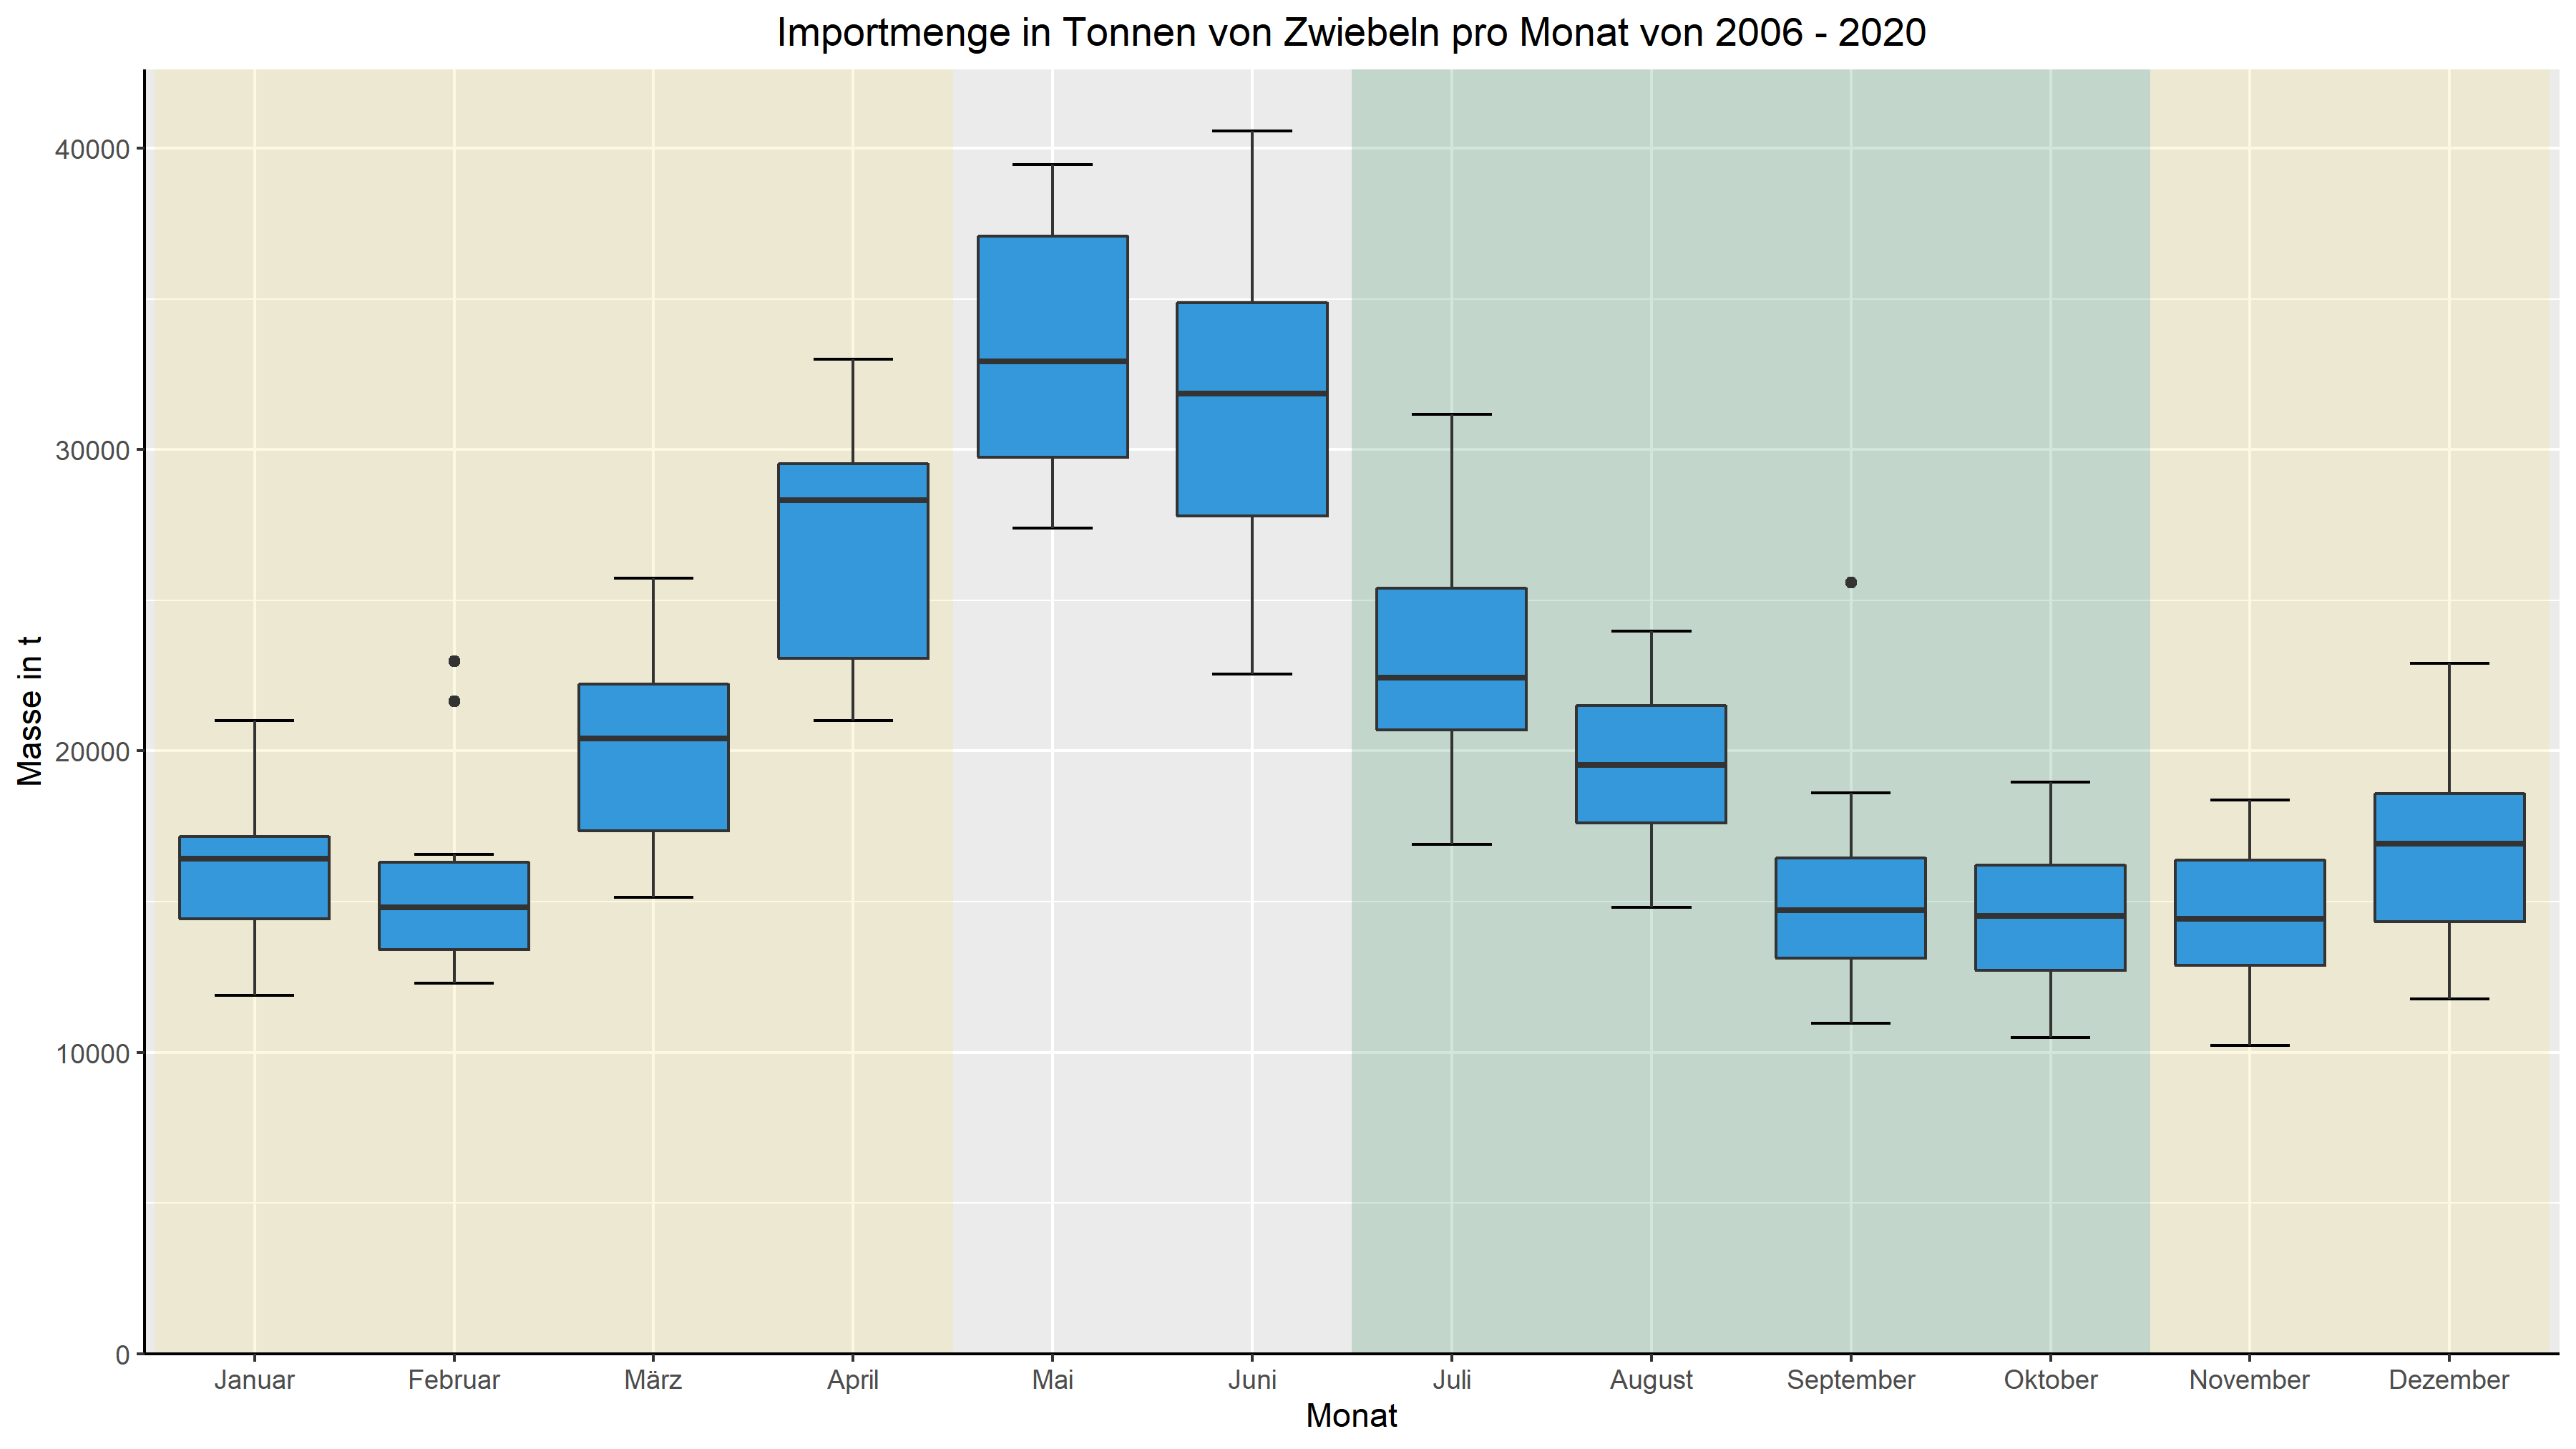 Importmenge in Tonnen von Zwiebeln pro Monat von 2006 - 2020
Masse in t
40000
30000
20000
10000
0
Januar Februar März April Mai Juni Juli August September Oktober November Dezember
Monat